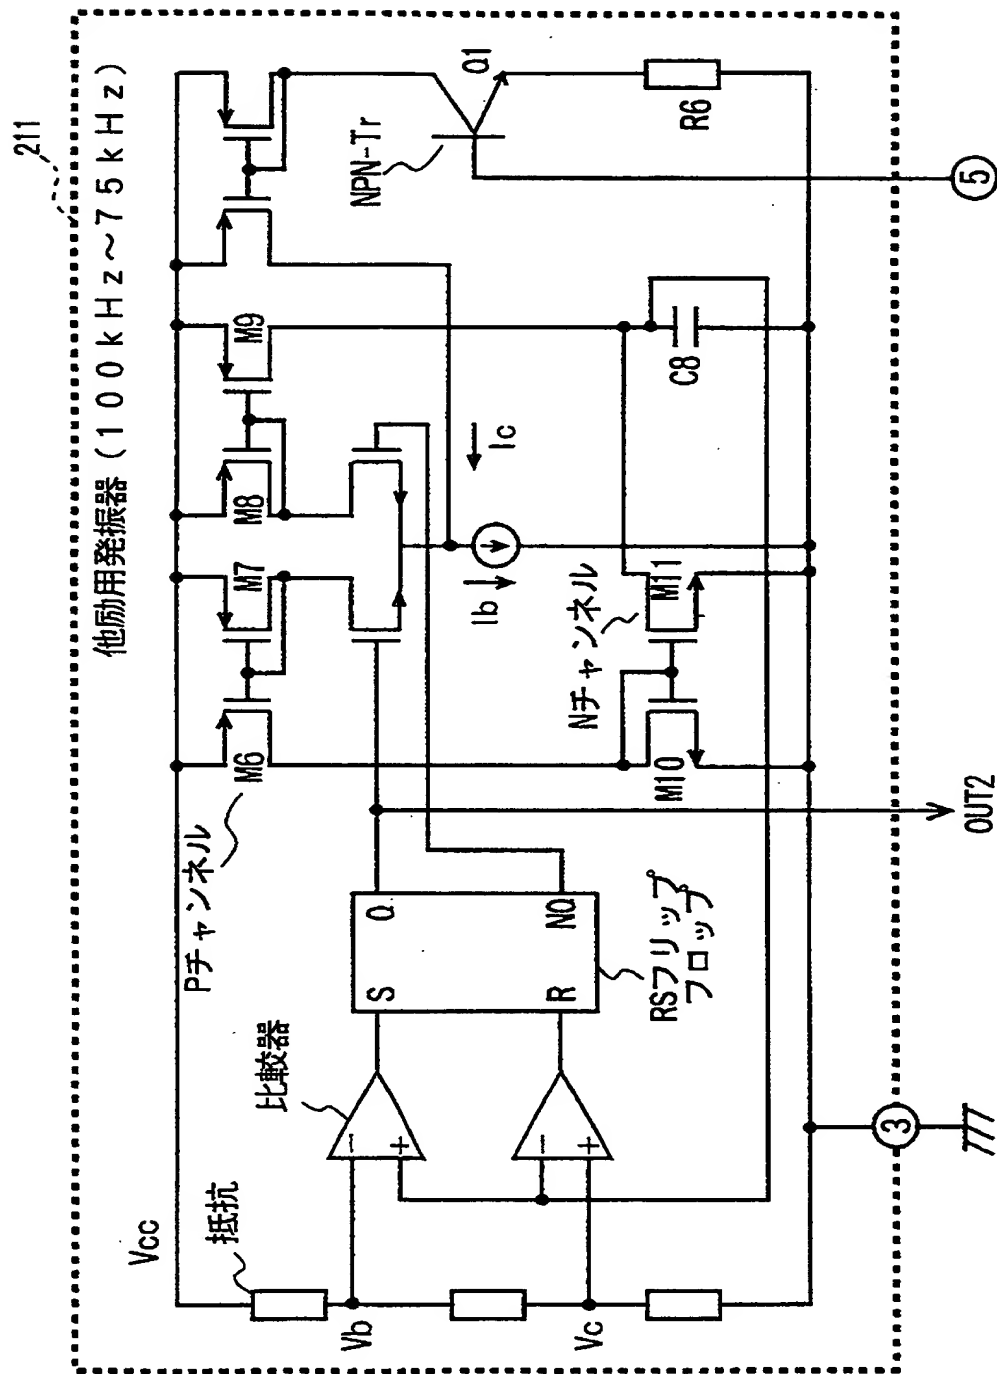 211
他励用発振器(100kHz~75kHz)
Vcc
抵抗
Vb
Vc
比較器
S
R
Q
NQ
RSフリップ
フロップ
Pチャンネル
M6
M7
M8
M9
Ib
Ic
Nチャンネル
M10
M11
C8
NPN-Tr
Q1
R6
OUT2
3
5